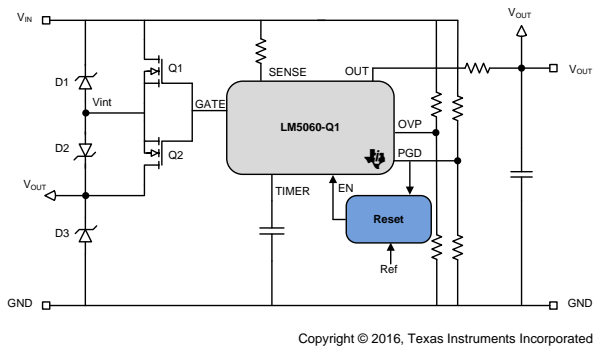 VIN
VOUT
Q1
D1
SENSE
OUT
VOUT
Vint
GATE
LM5060-Q1
OVP
D2
Q2
PGD
VOUT
TIMER
EN
Reset
D3
Ref
GND
GND
Copyright © 2016, Texas Instruments Incorporated